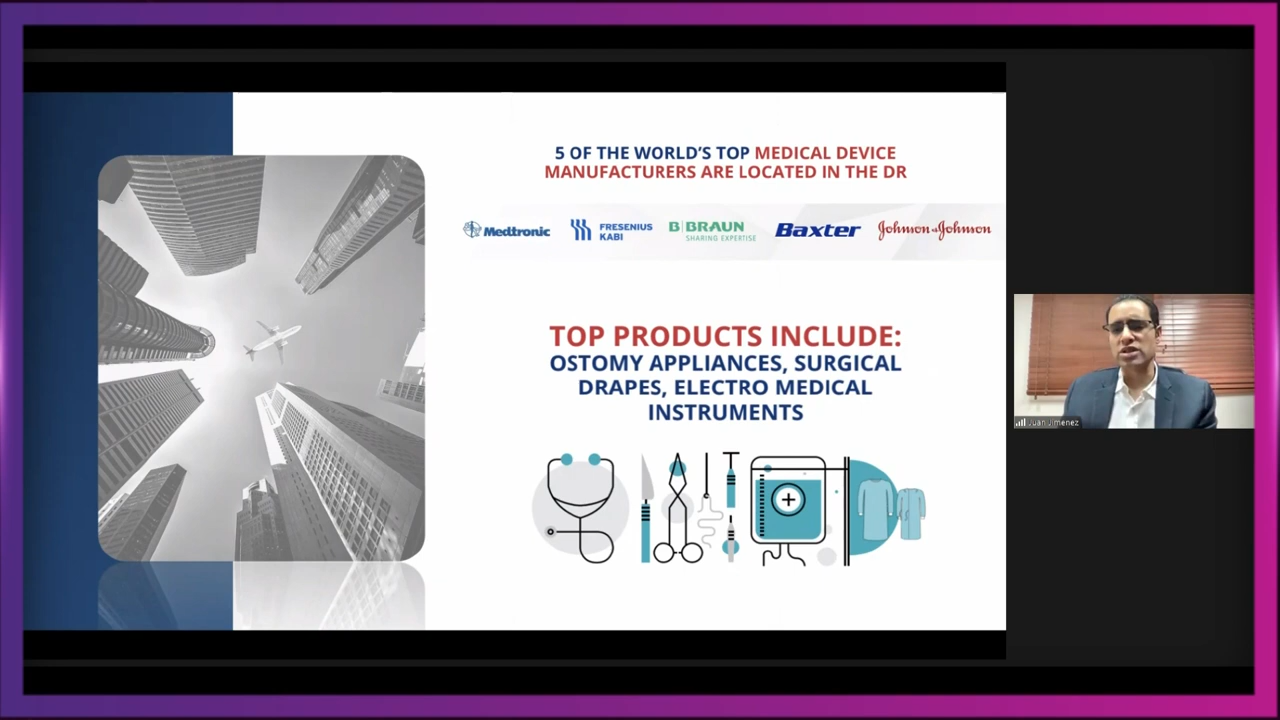 5 OF THE WORLD'S TOP MEDICAL DEVICE
MANUFACTURERS ARE LOCATED IN THE DR
Medtronic
FRESENIUS
KABI
B|BRAUN
SHARING EXPERTISE
Baxter
Johnson & Johnson
TOP PRODUCTS INCLUDE:
OSTOMY APPLIANCES, SURGICAL
DRAPES, ELECTRO MEDICAL
INSTRUMENTS
Juan Jimenez